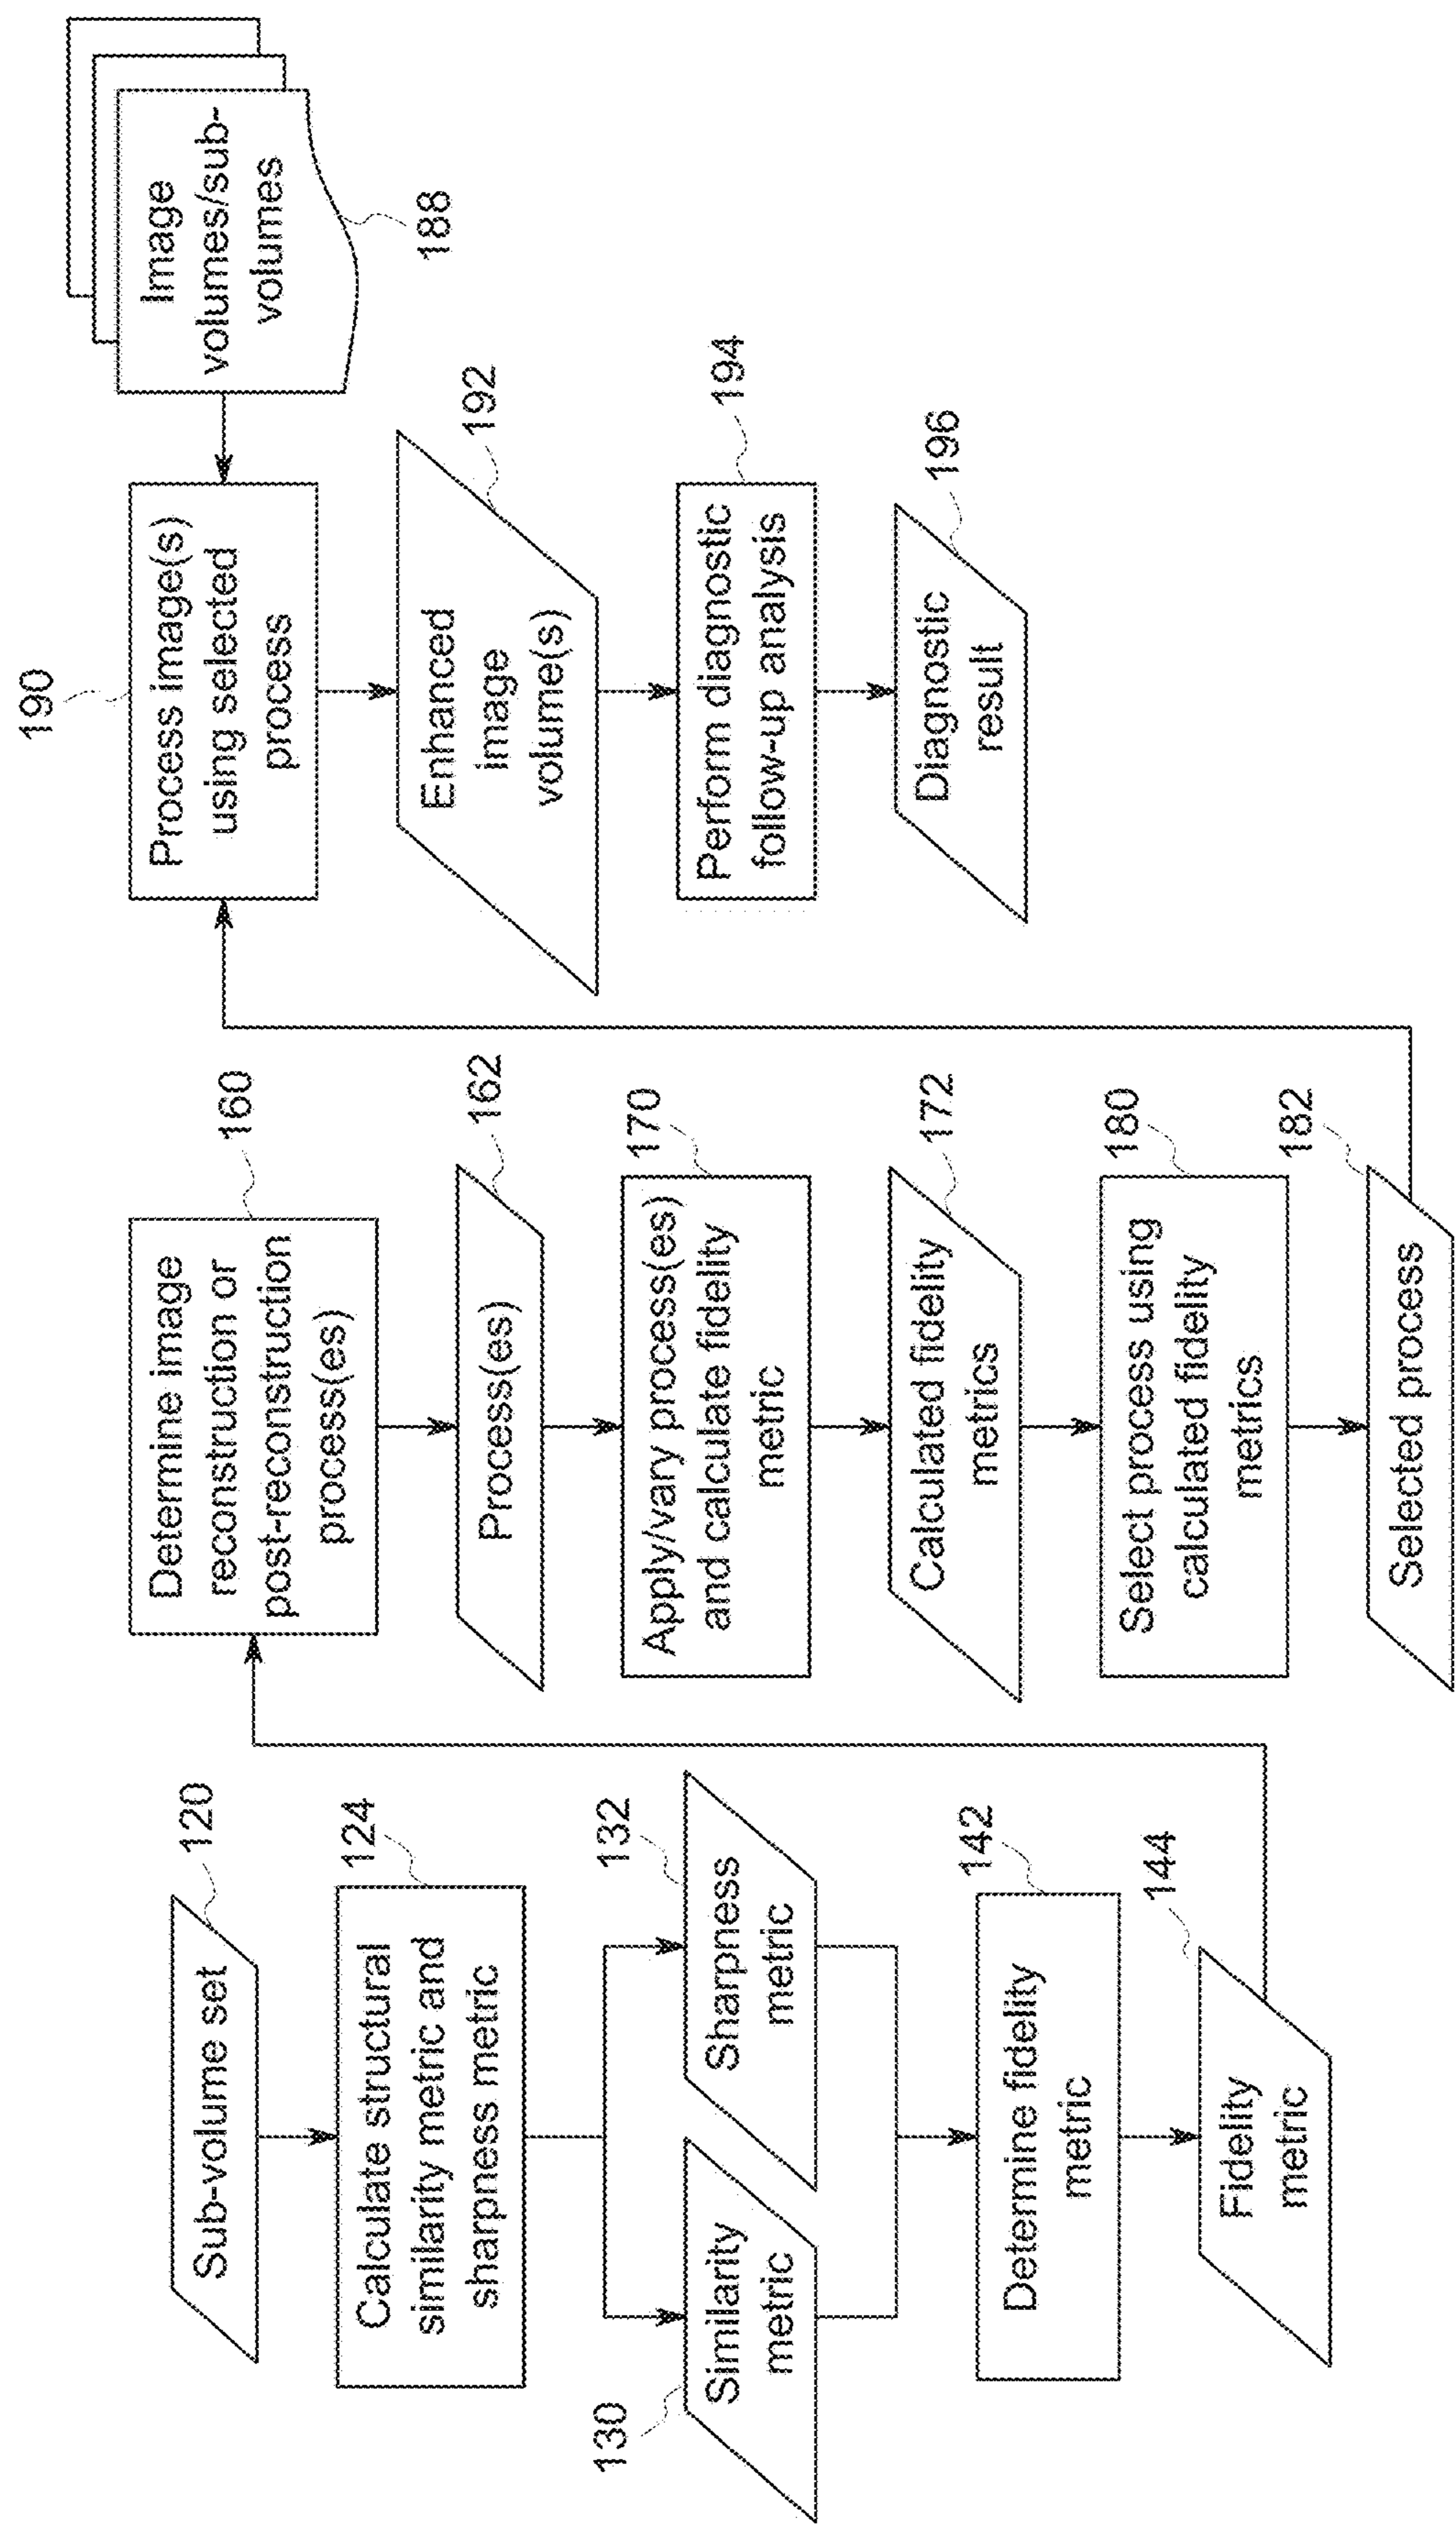 Sub-volume set
120
Calculate structural
similarity metric and
sharpness metric
124
Similarity
metric
130
Sharpness
metric
132
Determine fidelity
metric
142
Fidelity
metric
144
Determine image
reconstruction or
post-reconstruction
process(es)
160
Process(es)
162
Apply/vary process(es)
and calculate fidelity
metric
170
Calculated fidelity
metrics
172
Select process using
calculated fidelity
metrics
180
Selected process
182
Process image(s)
using selected
process
190
Image
volumes/sub-
volumes
188
Enhanced
image
volume(s)
192
Perform diagnostic
follow-up analysis
194
Diagnostic
result
196